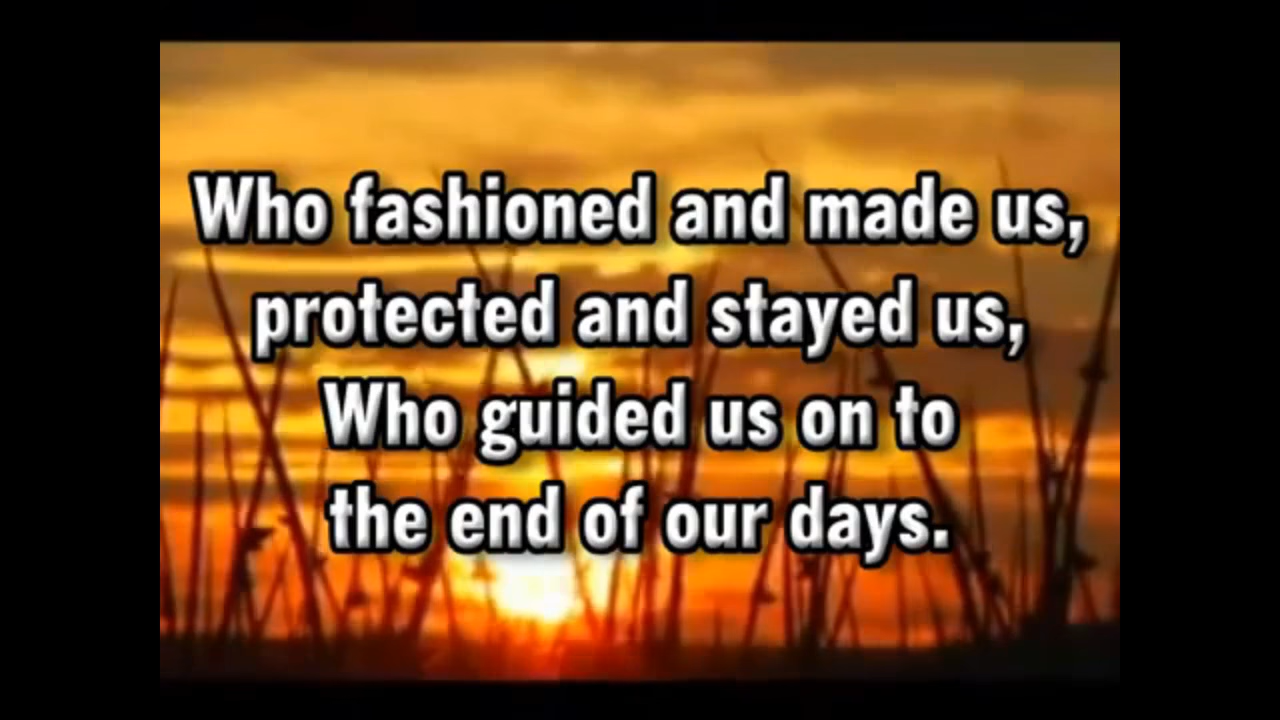 Who fashioned and made us,
protected and stayed us,
Who guided us on to
the end of our days.